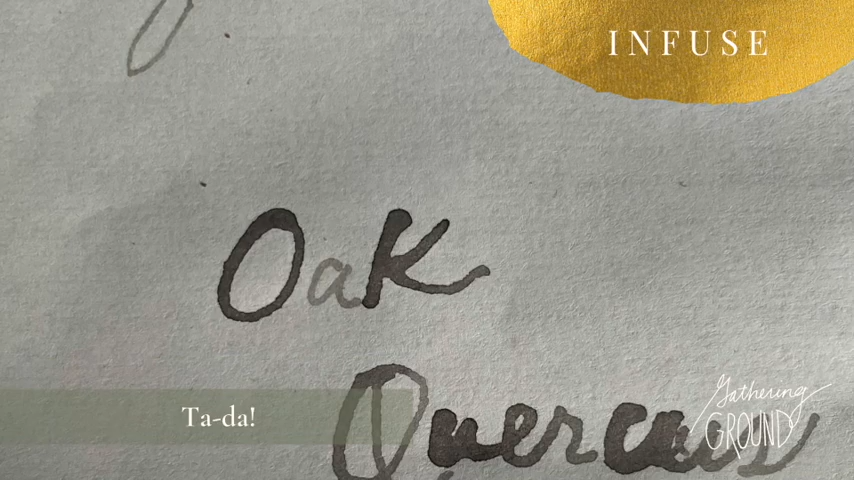 INFUSE
Oak
Quercus
Ta-da!
Gathering
GROUND